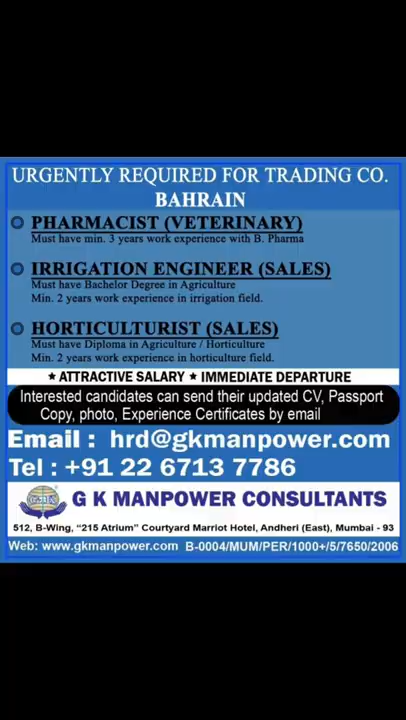 URGENTLY REQUIRED FOR TRADING CO.
BAHRAIN
PHARMACIST (VETERINARY)
Must have min. 3 years work experience with B. Pharma
IRRIGATION ENGINEER (SALES)
Must have Bachelor Degree in Agriculture
Min. 2 years work experience in irrigation field.
HORTICULTURIST (SALES)
Must have Diploma in Agriculture / Horticulture
Min. 2 years work experience in horticulture field.
★ ATTRACTIVE SALARY ★ IMMEDIATE DEPARTURE
Interested candidates can send their updated CV, Passport
Copy, photo, Experience Certificates by email
Email : hrd@gkmanpower.com
Tel : +91 22 6713 7786
G K MANPOWER CONSULTANTS
512, B-Wing, "215 Atrium" Courtyard Marriot Hotel, Andheri (East), Mumbai - 93
Web: www.gkmanpower.com B-0004/MUM/PER/1000+/5/7650/2006